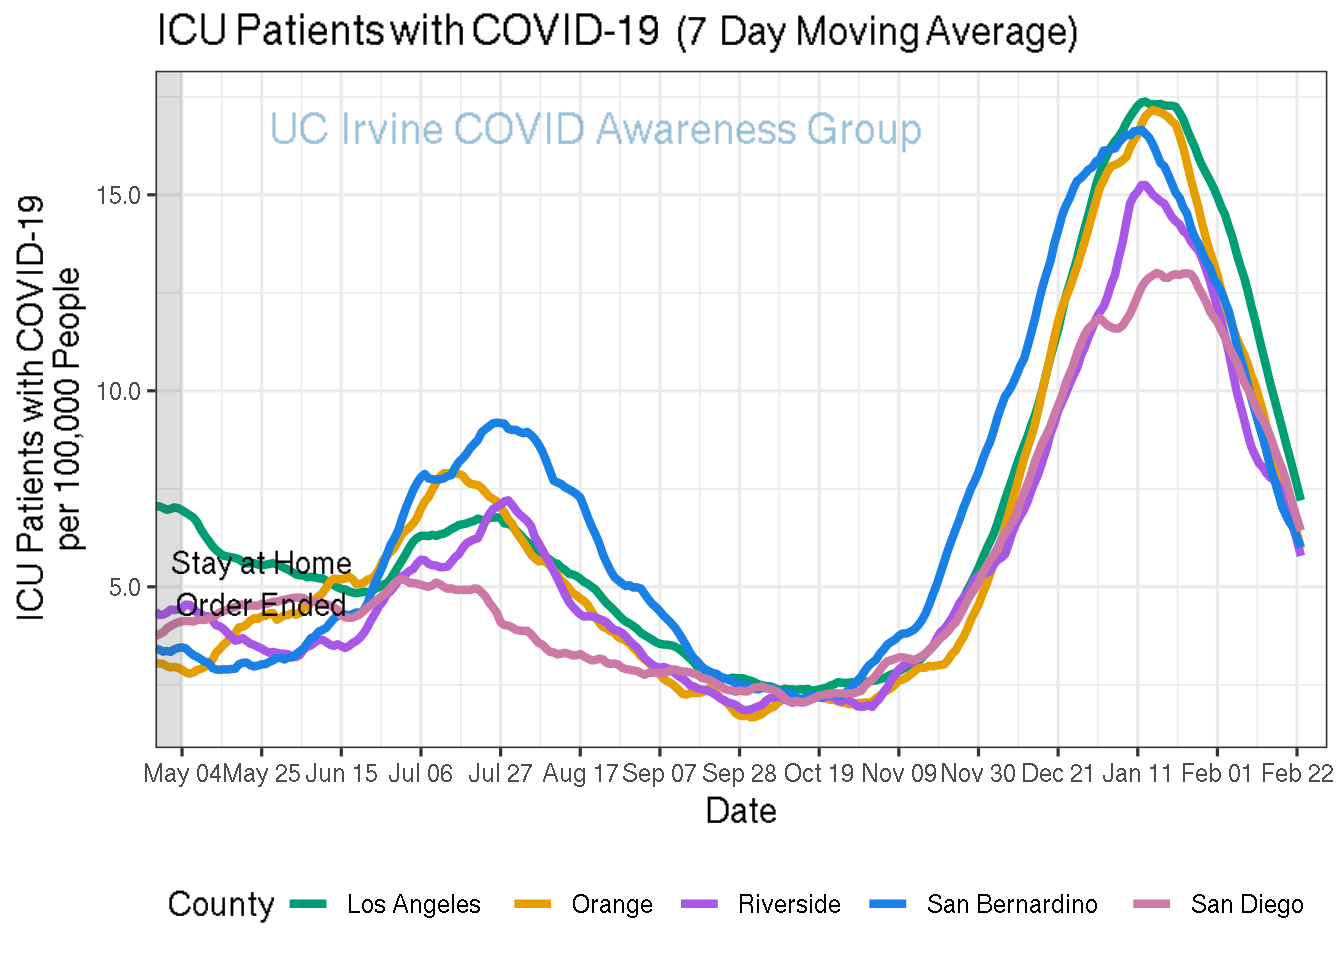 ICU Patients with COVID-19 (7 Day Moving Average)
UC Irvine COVID Awareness Group
ICU Patients with COVID-19
per 100,000 People
15.0
10.0
5.0
Stay at Home
Order Ended
May 04 May 25 Jun 15 Jul 06 Jul 27 Aug 17 Sep 07 Sep 28 Oct 19 Nov 09 Nov 30 Dec 21 Jan 11 Feb 01 Feb 22
Date
County Los Angeles Orange Riverside San Bernardino San Diego